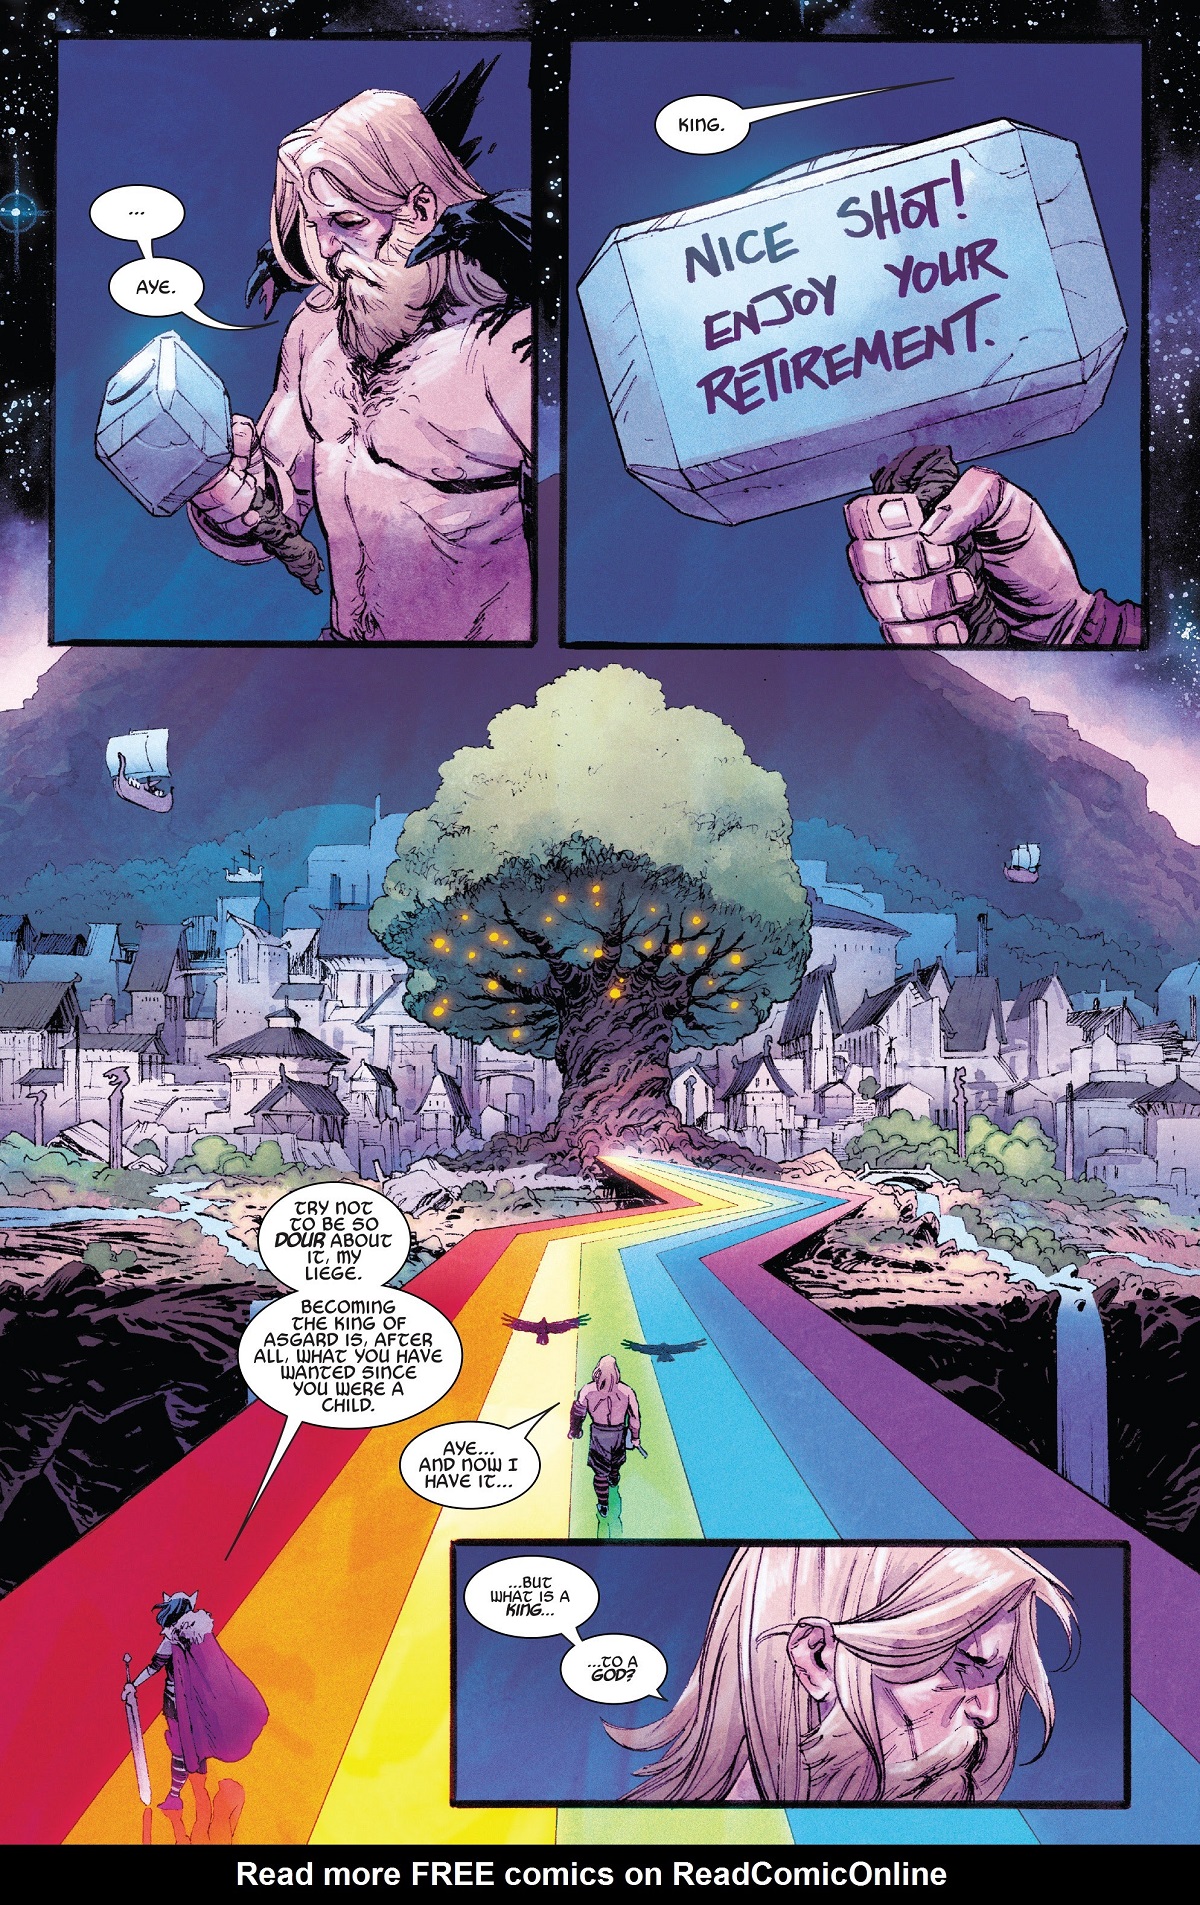 ...
AYE.
KING.
NICE SHOT!
ENJOY YOUR
RETIREMENT.
TRY NOT
TO BE SO
DOUR ABOUT
IT, MY
LIEGE.
BECOMING
THE KING OF
ASGARD IS, AFTER
ALL, WHAT YOU HAVE
WANTED SINCE
YOU WERE A
CHILD.
AYE...
AND NOW I
HAVE IT...
...BUT
WHAT IS A
KING...
...TO A
GOD?
Read more FREE comics on ReadComicOnline